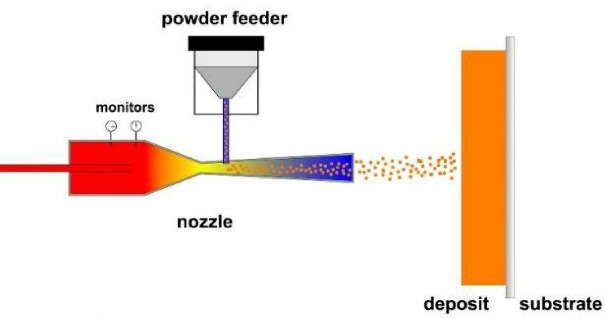 powder feeder
monitors
nozzle
deposit
substrate